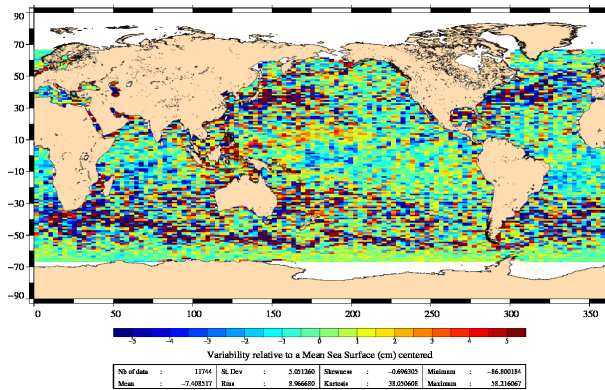 90
70
50
30
10
−10
−30
−50
−70
−90
0 50 100 150 200 250 300 350
−5 −4 −3 −2 −1 0 1 2 3 4 5
Variability relative to a Mean Sea Surface (cm) centered
Nb of data : 11744 St. Dev : 5.051260 Skewness : −0.696305 Minimum : −86.800184
Mean : −7.408517 Rms : 8.966680 Kurtosis : 38.050608 Maximum : 58.216067